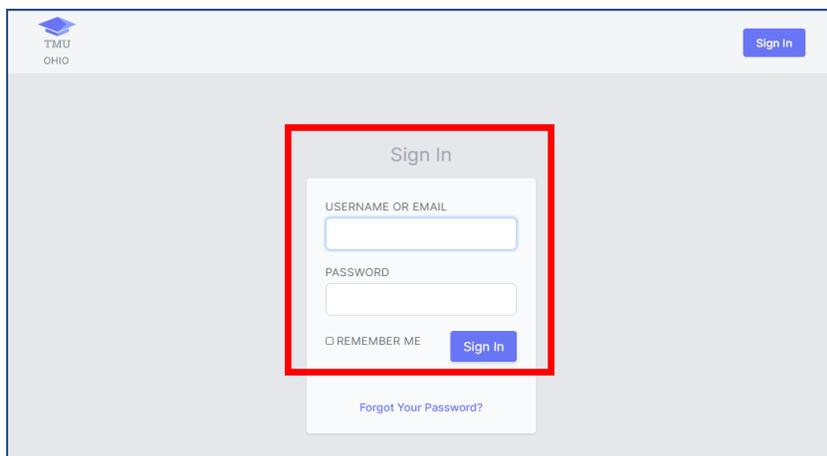 TMU
OHIO
Sign In
Sign In
USERNAME OR EMAIL
PASSWORD
REMEMBER ME
Sign In
Forgot Your Password?